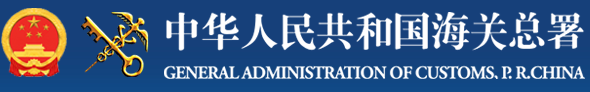 中华人民共和国海关总署
GENERAL ADMINISTRATION OF CUSTOMS, P. R.CHINA